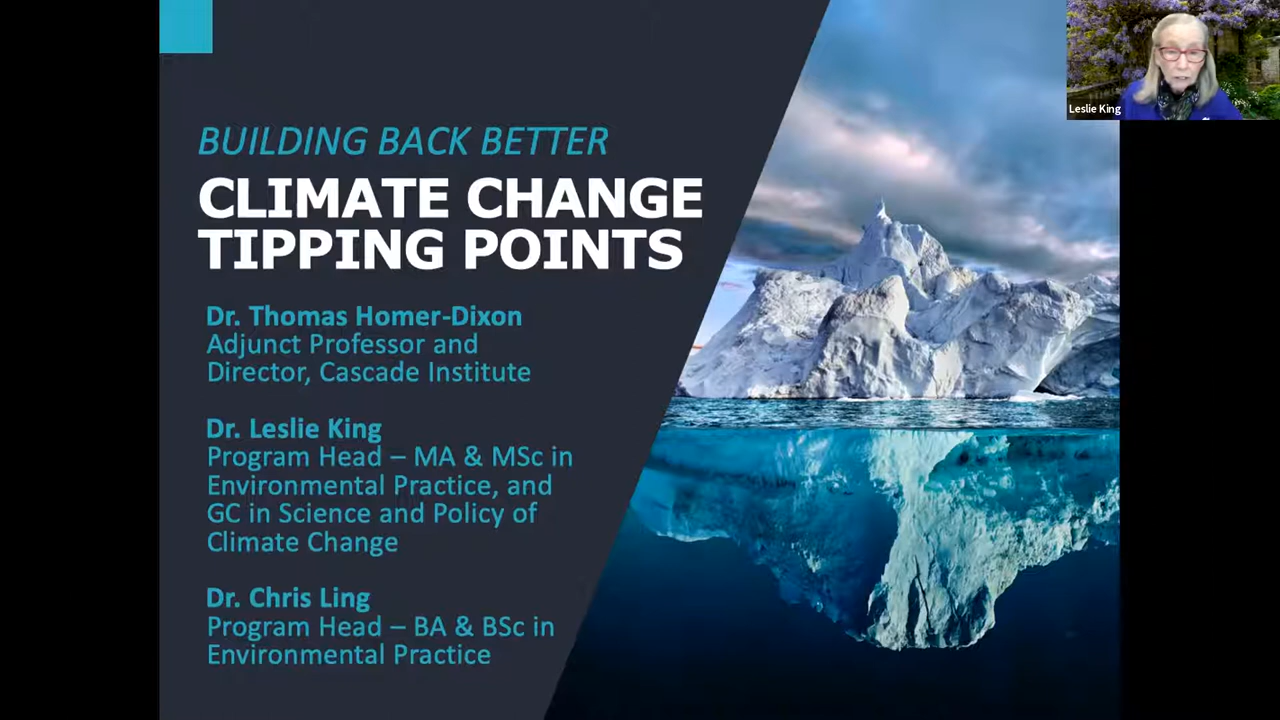 BUILDING BACK BETTER
CLIMATE CHANGE
TIPPING POINTS
Dr. Thomas Homer-Dixon
Adjunct Professor and
Director, Cascade Institute
Dr. Leslie King
Program Head – MA & MSc in
Environmental Practice, and
GC in Science and Policy of
Climate Change
Dr. Chris Ling
Program Head – BA & BSc in
Environmental Practice
Leslie King